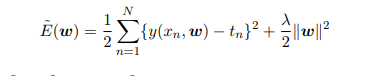 Ẽ(w) = 1/2 ∑_{n=1}^{N} {y(x_n, w) − t_n}² + λ/2 ‖w‖²